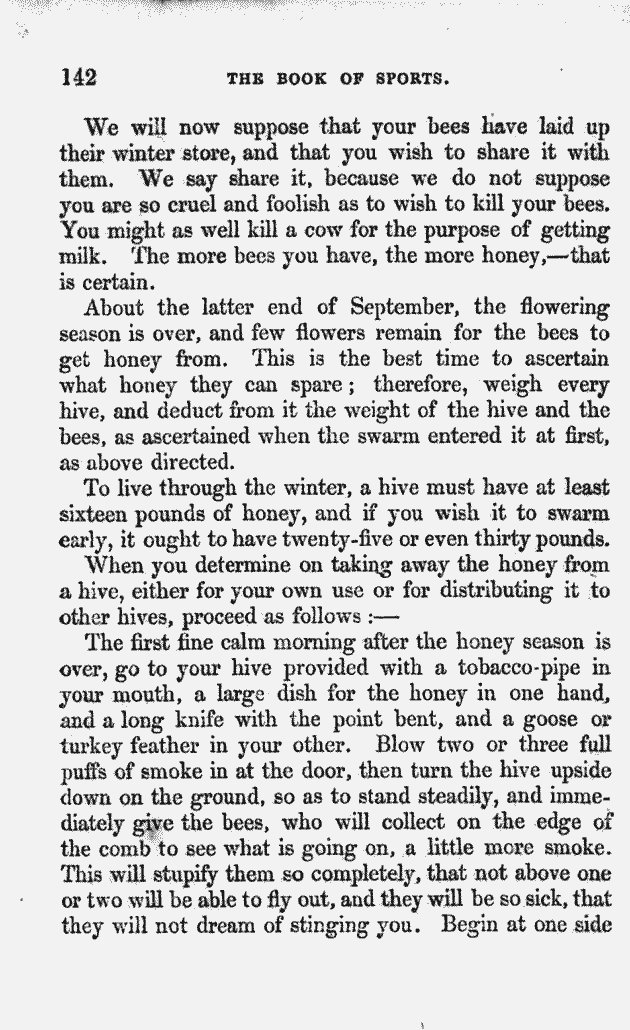 142 THE BOOK OF SPORTS.
We will now suppose that your bees have laid up
their winter store, and that you wish to share it with
them. We say share it, because we do not suppose
you are so cruel and foolish as to wish to kill your bees.
You might as well kill a cow for the purpose of getting
milk. The more bees you have, the more honey,—that
is certain.
About the latter end of September, the flowering
season is over, and few flowers remain for the bees to
get honey from. This is the best time to ascertain
what honey they can spare; therefore, weigh every
hive, and deduct from it the weight of the hive and the
bees, as ascertained when the swarm entered it at first,
as above directed.
To live through the winter, a hive must have at least
sixteen pounds of honey, and if you wish it to swarm
early, it ought to have twenty-five or even thirty pounds.
When you determine on taking away the honey from
a hive, either for your own use or for distributing it to
other hives, proceed as follows:—
The first fine calm morning after the honey season is
over, go to your hive provided with a tobacco-pipe in
your mouth, a large dish for the honey in one hand,
and a long knife with the point bent, and a goose or
turkey feather in your other. Blow two or three full
puffs of smoke in at the door, then turn the hive upside
down on the ground, so as to stand steadily, and imme-
diately give the bees, who will collect on the edge of
the comb to see what is going on, a little more smoke.
This will stupify them so completely, that not above one
or two will be able to fly out, and they will be so sick, that
they will not dream of stinging you. Begin at one side